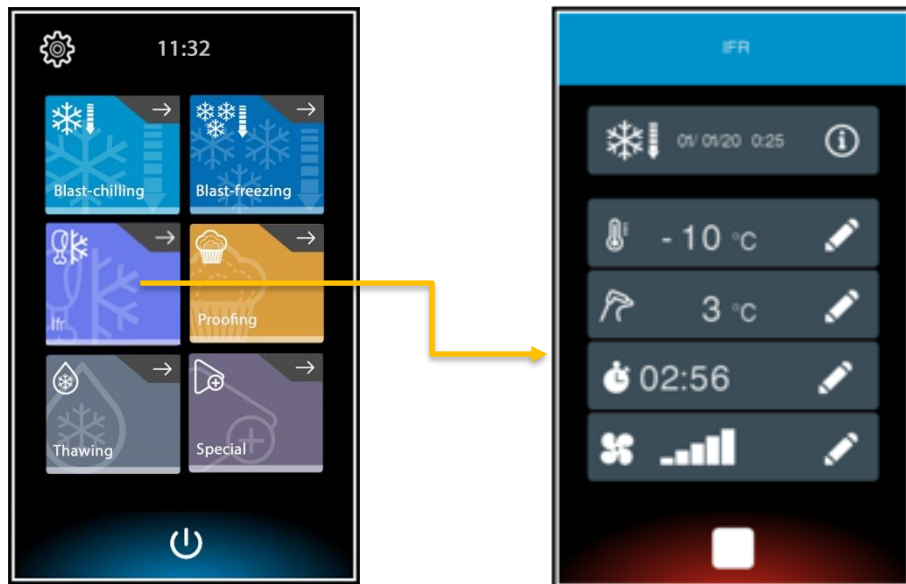 11:32
Blast-chilling
Blast-freezing
Ifr
Proofing
Thawing
Special
IFR
01/ 01/20 0:25
- 10 °C
3 °C
02:56